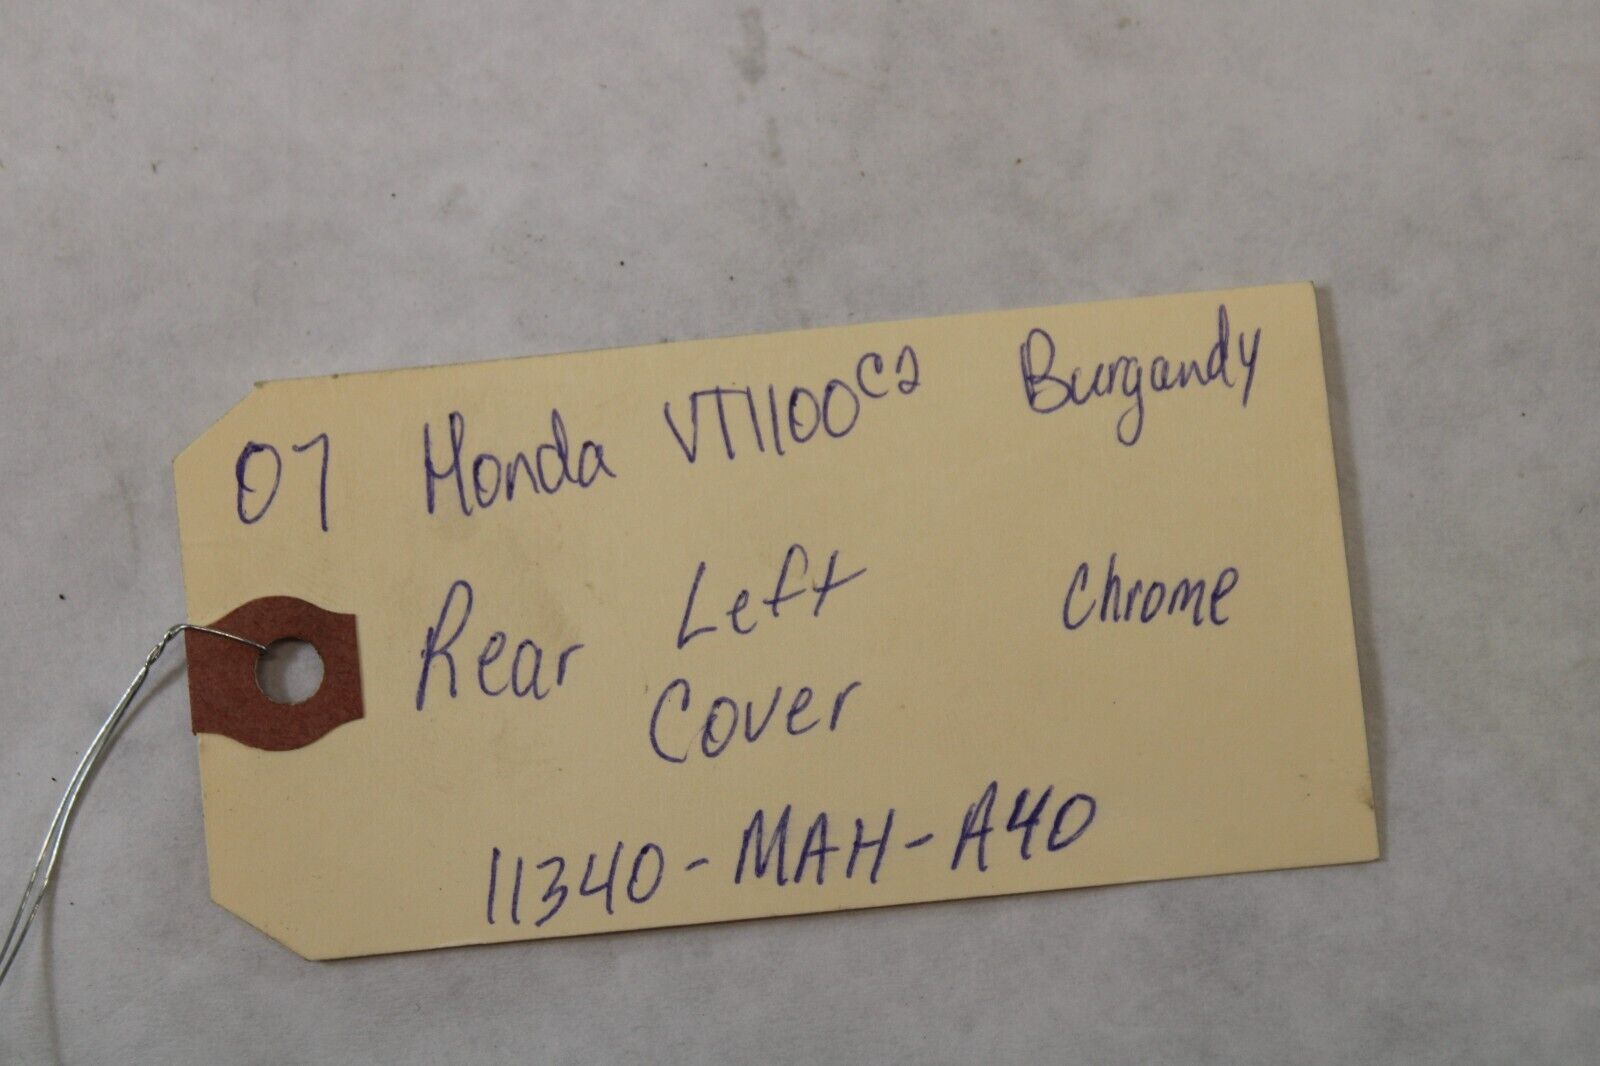 07 Honda VT1100C2 Burgandy
Rear Left Chrome
Cover
11340-MAH-A40